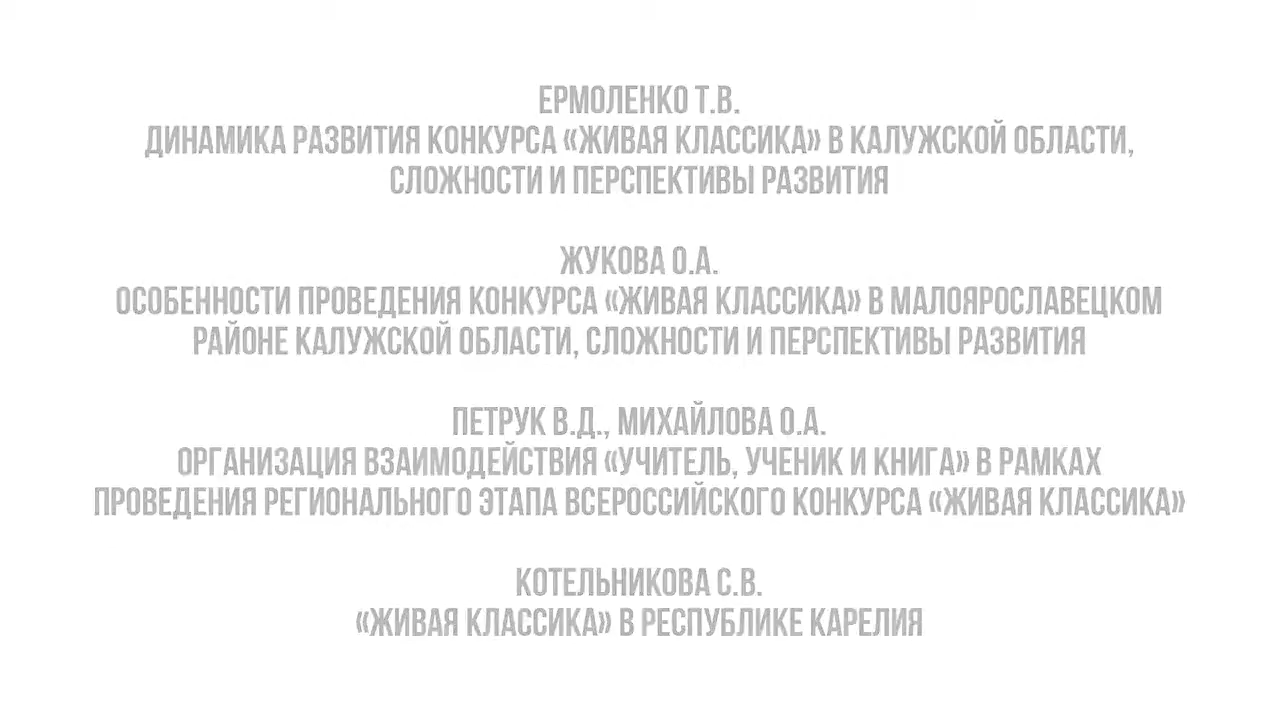 ЕРМОЛЕНКО Т.В.
ДИНАМИКА РАЗВИТИЯ КОНКУРСА «ЖИВАЯ КЛАССИКА» В КАЛУЖСКОЙ ОБЛАСТИ,
СЛОЖНОСТИ И ПЕРСПЕКТИВЫ РАЗВИТИЯ
ЖУКОВА О.А.
ОСОБЕННОСТИ ПРОВЕДЕНИЯ КОНКУРСА «ЖИВАЯ КЛАССИКА» В МАЛОЯРОСЛАВЕЦКОМ
РАЙОНЕ КАЛУЖСКОЙ ОБЛАСТИ, СЛОЖНОСТИ И ПЕРСПЕКТИВЫ РАЗВИТИЯ
ПЕТРУК В.Д., МИХАЙЛОВА О.А.
ОРГАНИЗАЦИЯ ВЗАИМОДЕЙСТВИЯ «УЧИТЕЛЬ, УЧЕНИК И КНИГА» В РАМКАХ
ПРОВЕДЕНИЯ РЕГИОНАЛЬНОГО ЭТАПА ВСЕРОССИЙСКОГО КОНКУРСА «ЖИВАЯ КЛАССИКА»
КОТЕЛЬНИКОВА С.В.
«ЖИВАЯ КЛАССИКА» В РЕСПУБЛИКЕ КАРЕЛИЯ